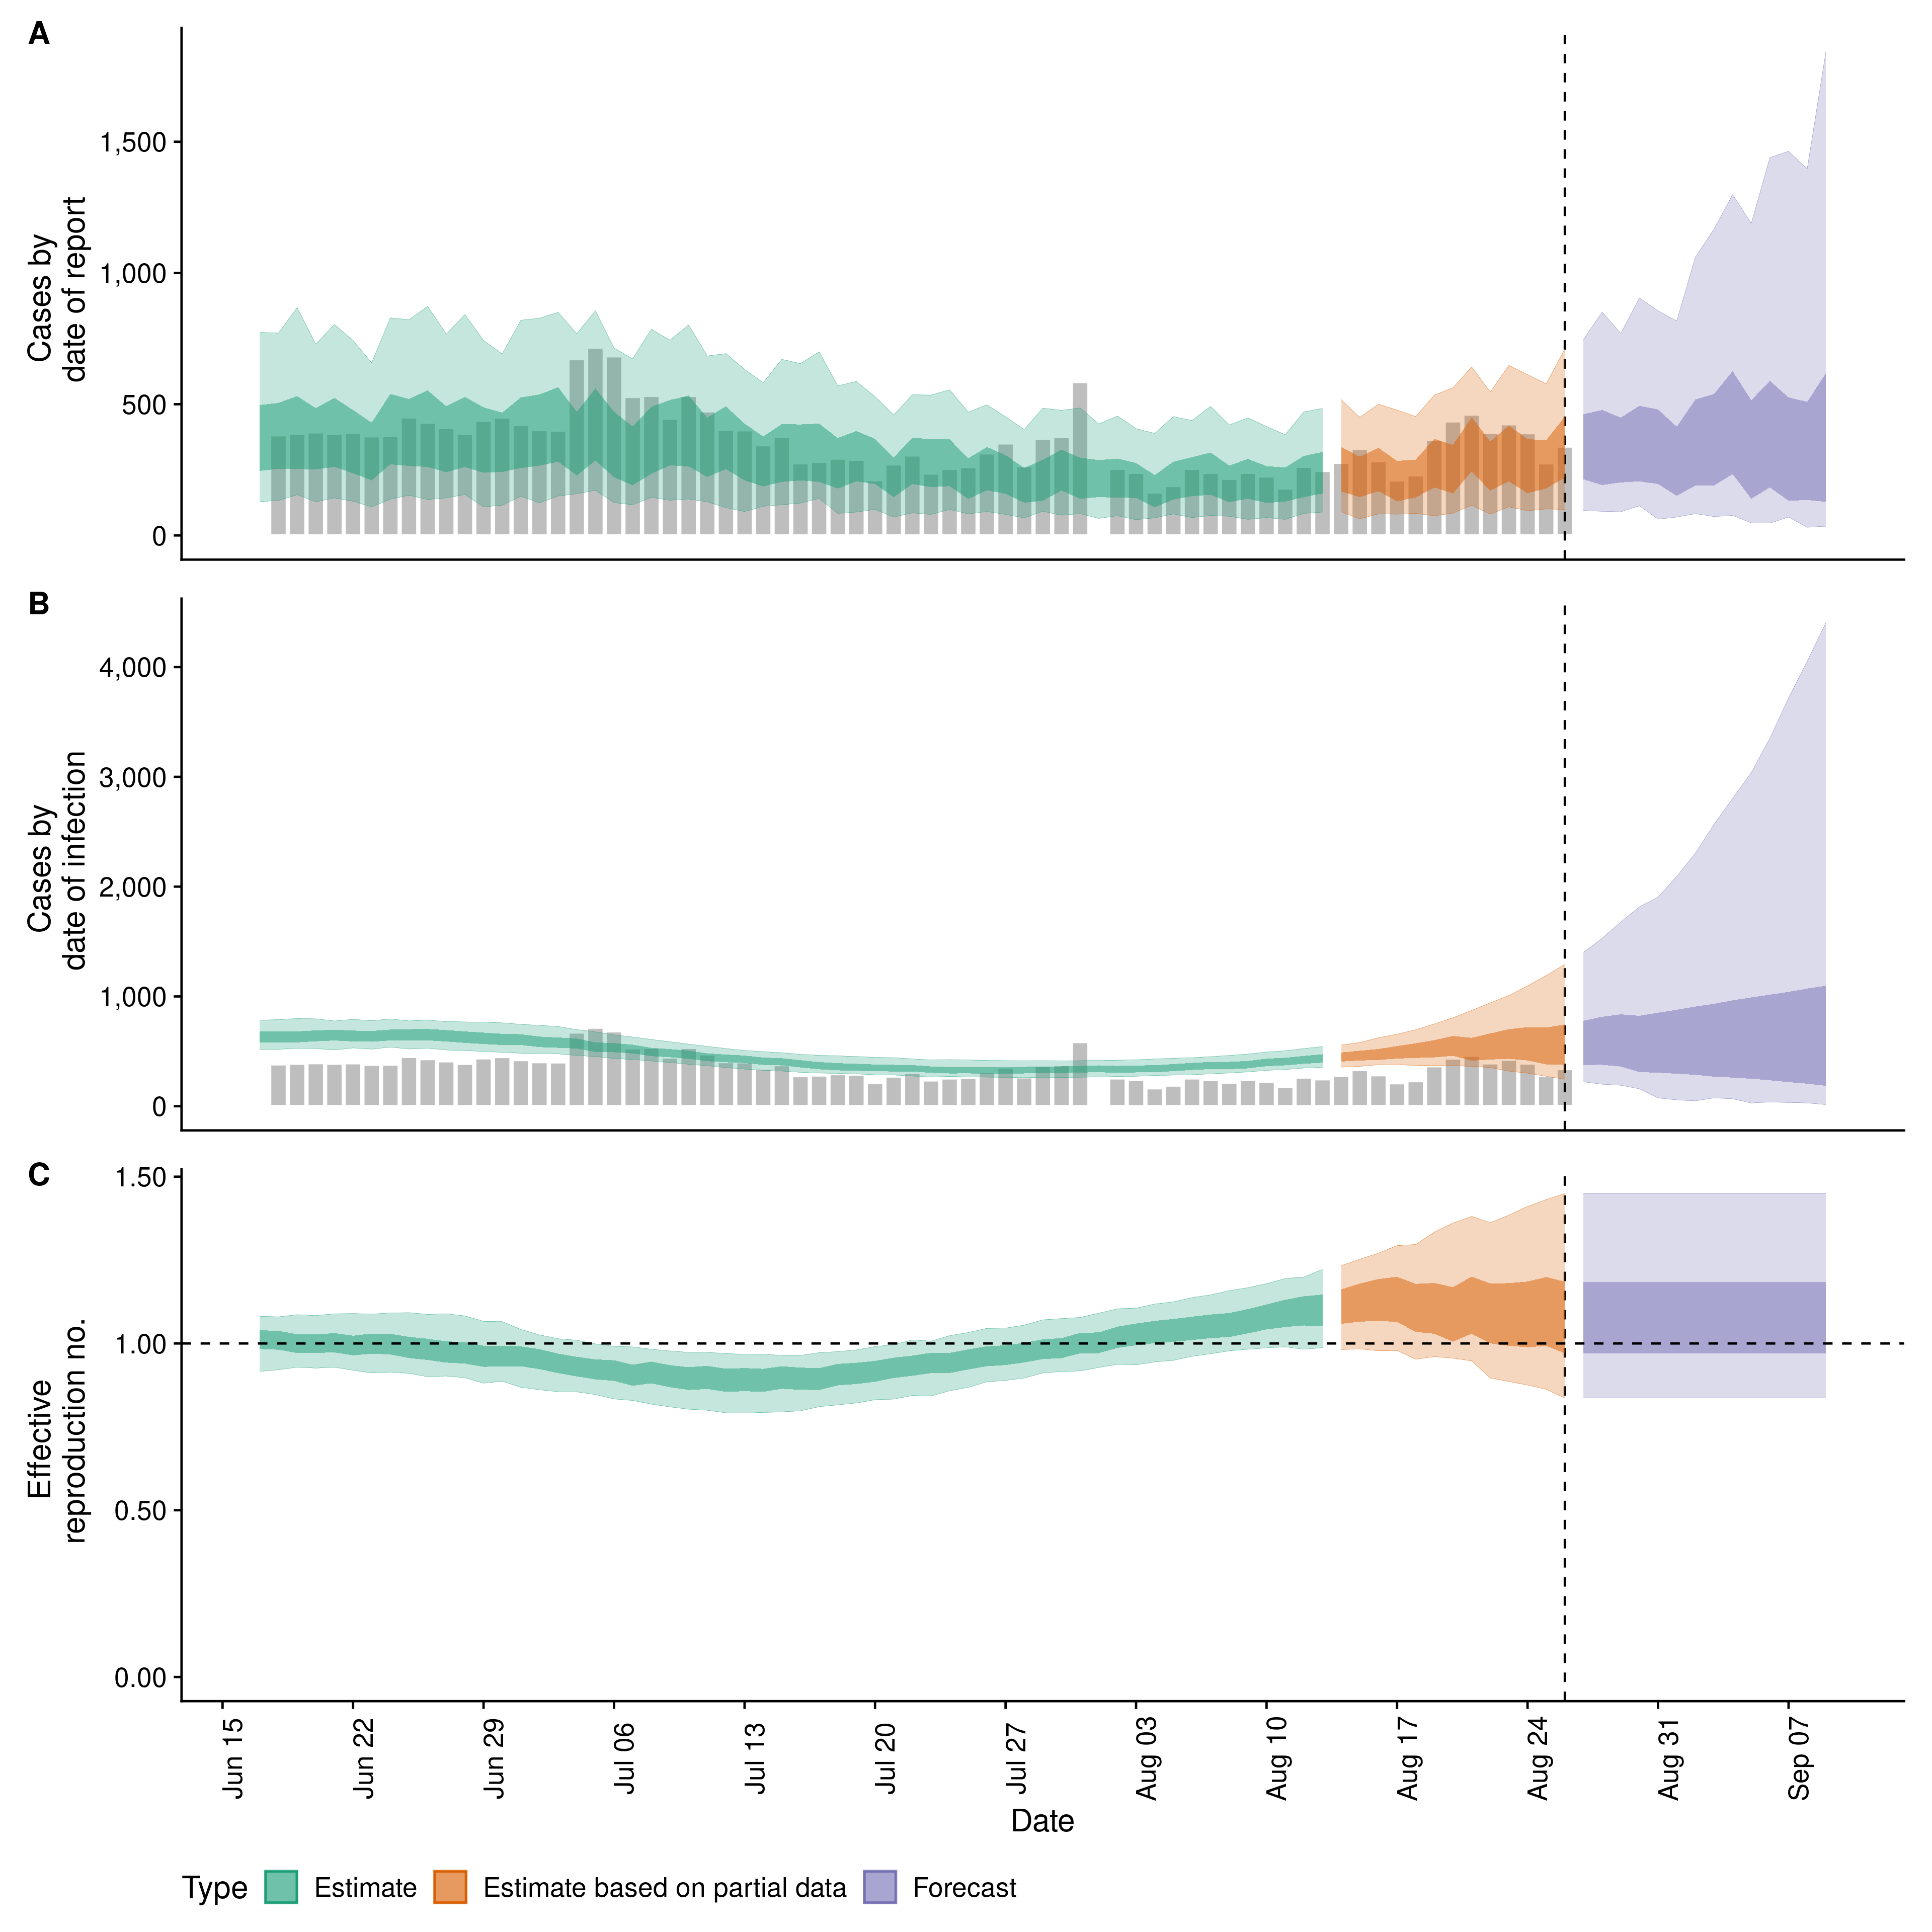 A
Cases by
date of report
1,500
1,000
500
0
B
Cases by
date of infection
4,000
3,000
2,000
1,000
0
C
Effective
reproduction no.
1.50
1.00
0.50
0.00
Jun 15
Jun 22
Jun 29
Jul 06
Jul 13
Jul 20
Jul 27
Aug 03
Aug 10
Aug 17
Aug 24
Aug 31
Sep 07
Date
Type Estimate Estimate based on partial data Forecast